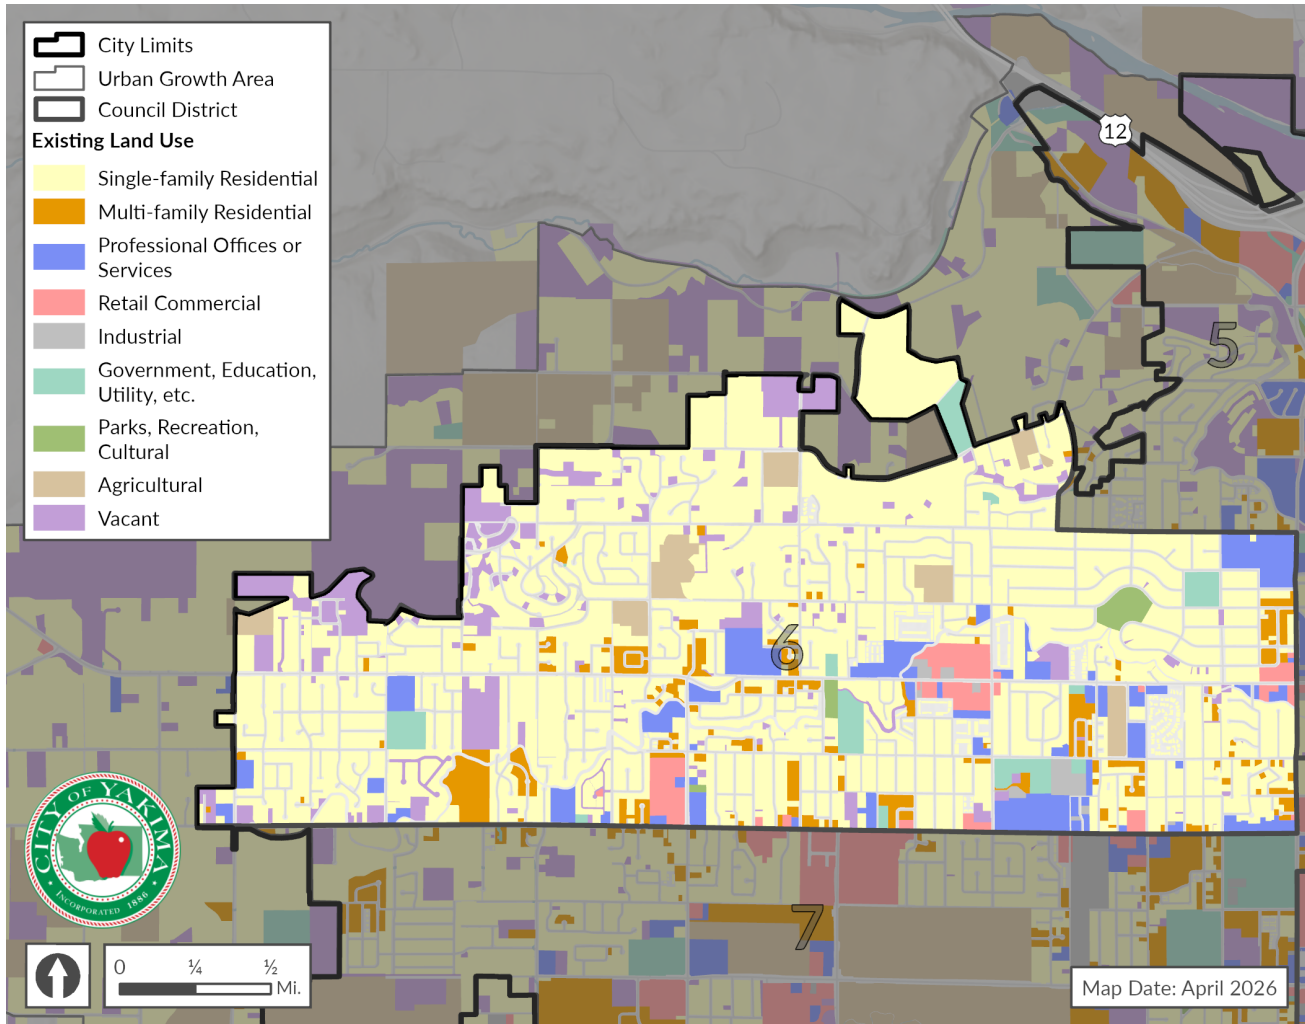 City Limits
Urban Growth Area
Council District
Existing Land Use
Single-family Residential
Multi-family Residential
Professional Offices or
Services
Retail Commercial
Industrial
Government, Education,
Utility, etc.
Parks, Recreation,
Cultural
Agricultural
Vacant
12
5
6
7
CITY OF YAKIMA
INCORPORATED 1886
0 ¼ ½
Mi.
Map Date: April 2026